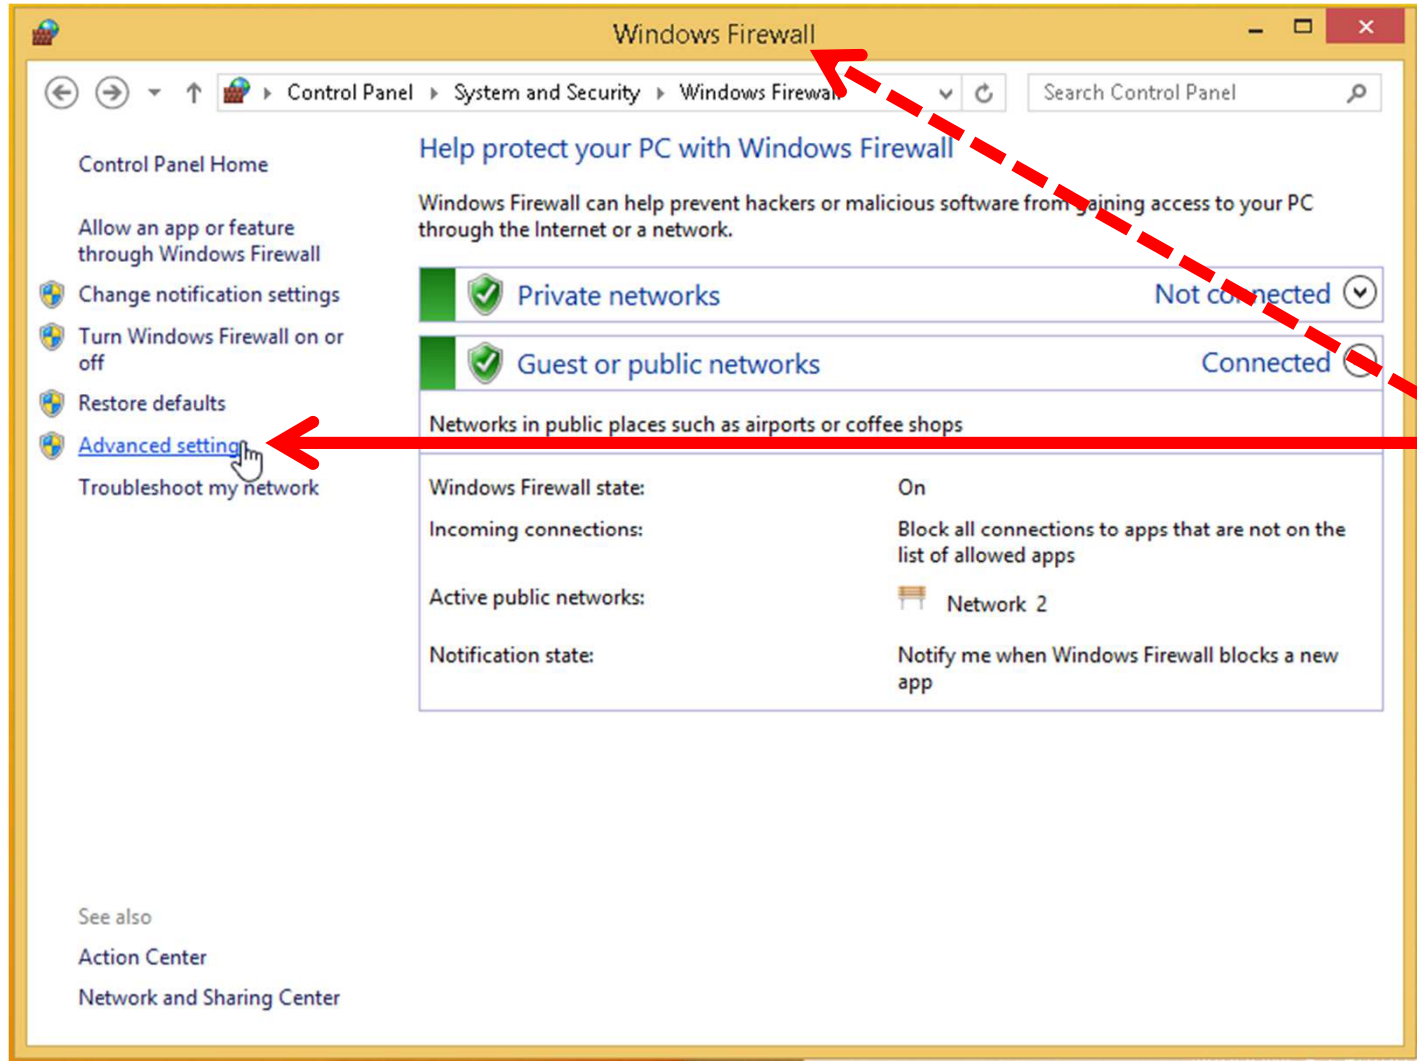 Windows Firewall
Control Panel
System and Security
Windows Firewall
Search Control Panel
Control Panel Home
Allow an app or feature
through Windows Firewall
Change notification settings
Turn Windows Firewall on or
off
Restore defaults
Advanced settings
Troubleshoot my network
See also
Action Center
Network and Sharing Center
Help protect your PC with Windows Firewall
Windows Firewall can help prevent hackers or malicious software from gaining access to your PC
through the Internet or a network.
Private networks Not connected
Guest or public networks Connected
Networks in public places such as airports or coffee shops
Windows Firewall state: On
Incoming connections: Block all connections to apps that are not on the
list of allowed apps
Active public networks: Network 2
Notification state: Notify me when Windows Firewall blocks a new
app